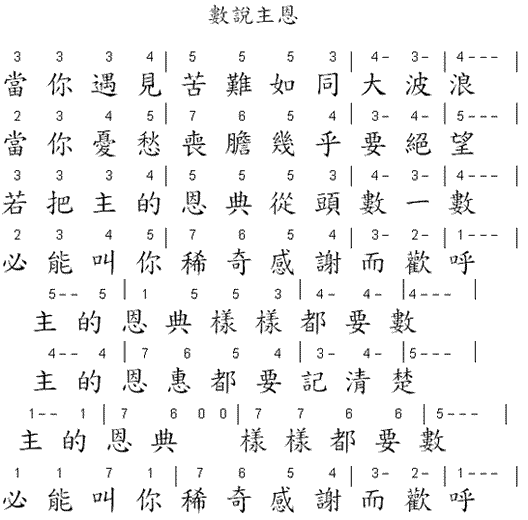 數說主恩
3 3 3 4 | 5 5 5 3 | 4- 3- | 4--- |
當你遇見苦難如同大波浪
2 3 4 5 | 7 6 5 4 | 3- 4- | 5--- |
當你憂愁喪膽幾乎要絕望
3 3 3 4 | 5 5 5 3 | 4- 3- | 4--- |
若把主的恩典從頭數一數
2 3 4 5 | 7 6 5 4 | 3- 2- | 1--- |
必能叫你稀奇感謝而歡呼
5-- 5 | 1 5 5 3 | 4- 4- | 4--- |
主的恩典樣樣都要數
4-- 4 | 7 6 5 4 | 3- 4- | 5--- |
主的恩惠都要記清楚
1-- 1 | 7 6 0 0 | 7 7 6 6 | 5--- |
主的恩典 樣樣都要數
1 1 7 1 | 7 6 5 4 | 3- 2- | 1--- |
必能叫你稀奇感謝而歡呼